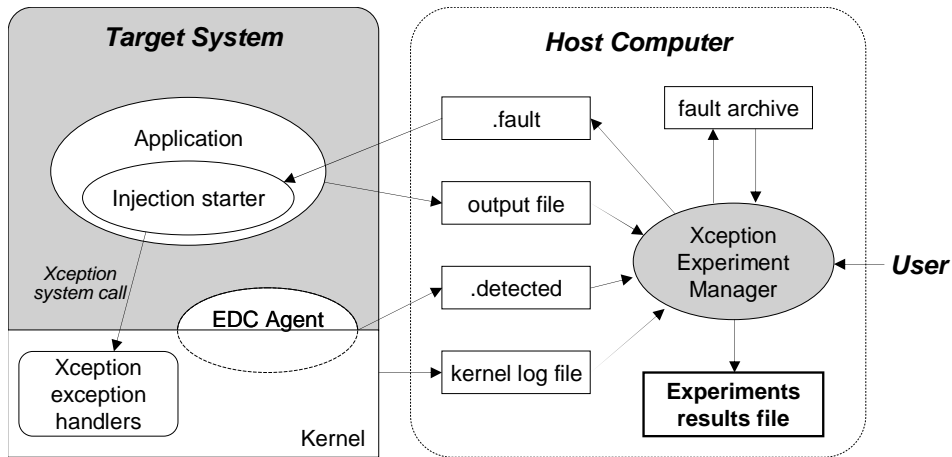 Target System
Application
Injection starter
Xception
system call
EDC Agent
Xception
exception
handlers
Kernel
Host Computer
.fault
fault archive
output file
.detected
kernel log file
Xception
Experiment
Manager
User
Experiments
results file